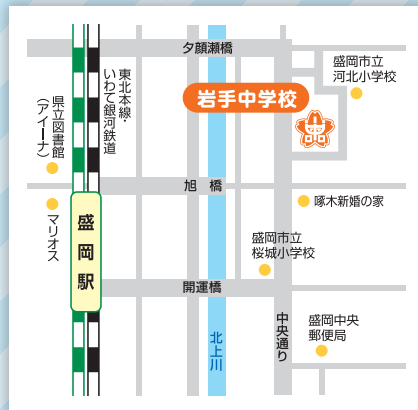 夕顔瀬橋
盛岡市立
河北小学校
東北本線・
いわて銀河鉄道
岩手中学校
中
県立図書館
（アイーナ）
旭橋
マリオス
盛岡駅
啄木新婚の家
盛岡市立
桜城小学校
開運橋
北上川
中央通り
盛岡中央
郵便局